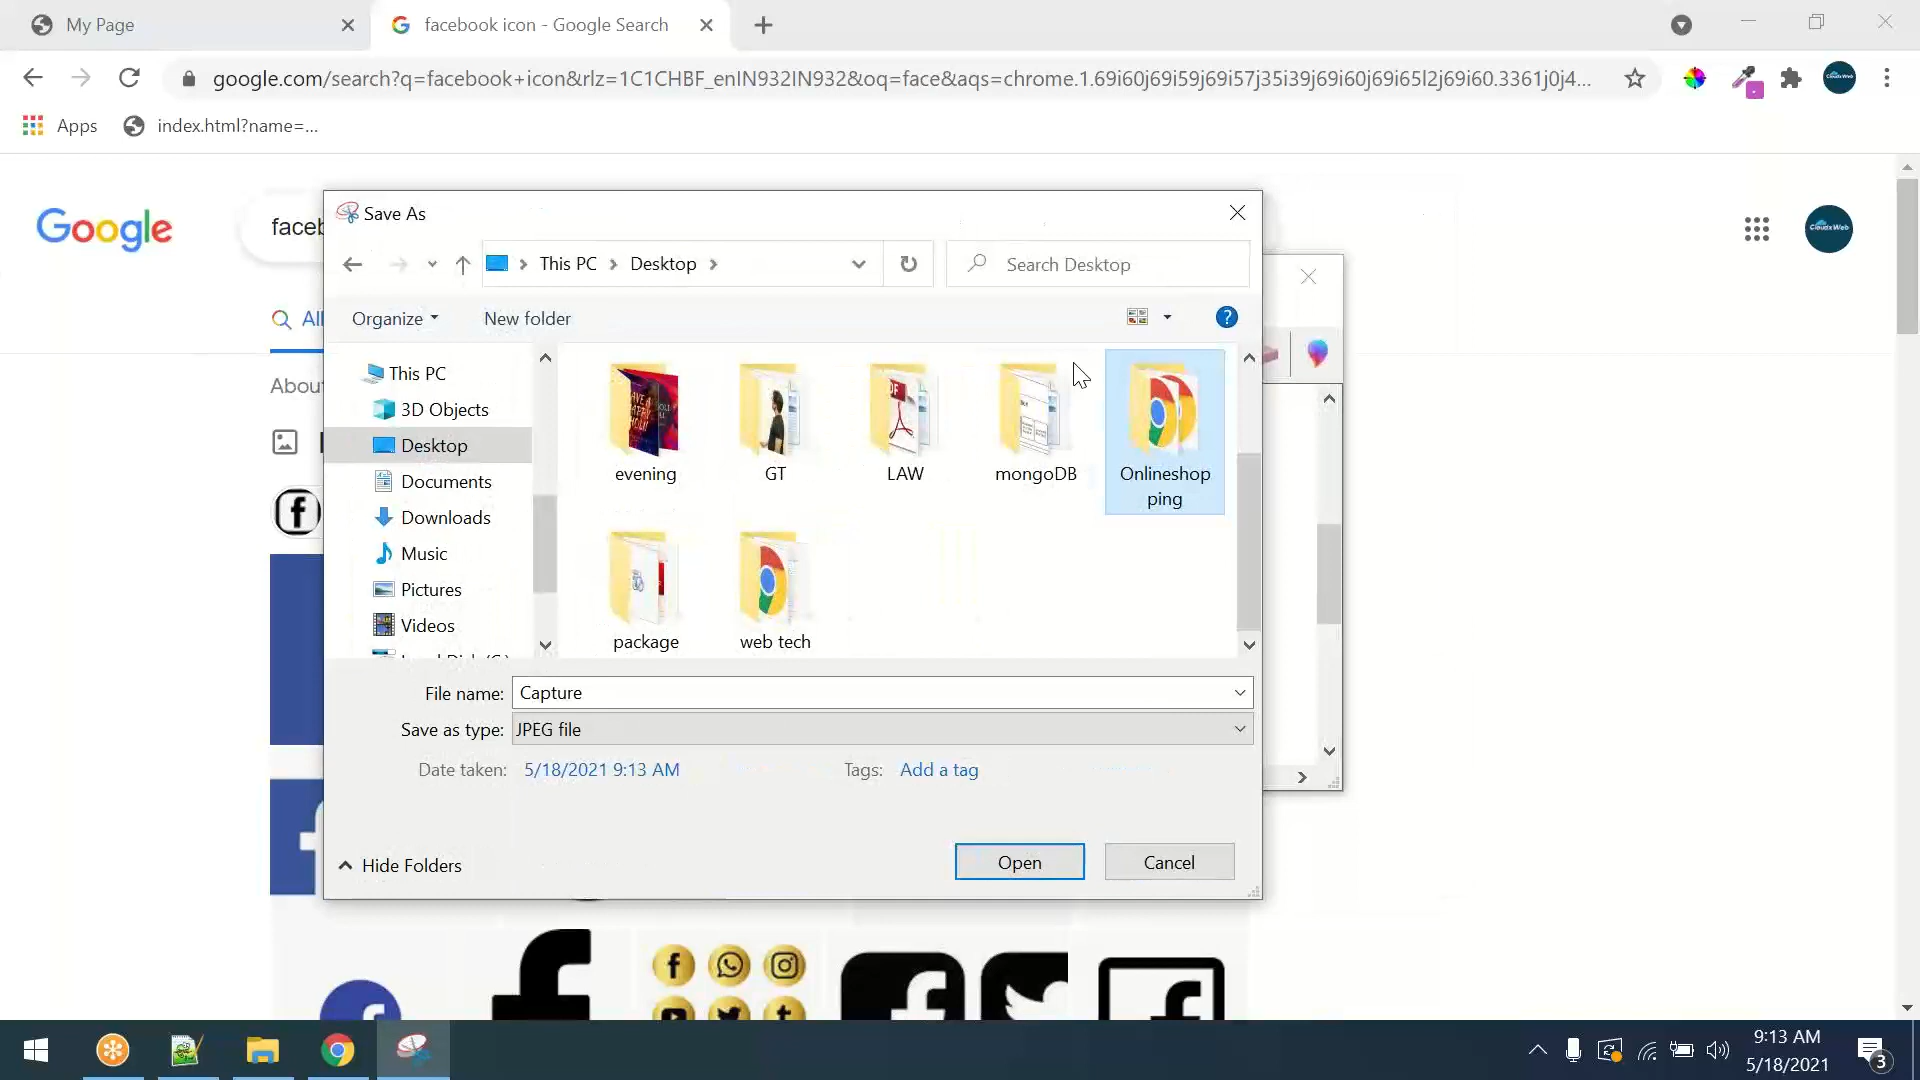 My Page
facebook icon - Google Search
google.com/search?q=facebook+icon&rlz=1C1CHBF_enIN932IN932&oq=face&aqs=chrome.1.69i60j69i59j69i57j35i39j69i60j69i65l2j69i60.3361j0j4...
Apps
index.html?name=...
Google
faceb
CloudxWeb
All
Abou
Save As
This PC
Desktop
Search Desktop
Organize
New folder
?
This PC
3D Objects
Desktop
Documents
Downloads
Music
Pictures
Videos
evening
GT
LAW
mongoDB
Onlineshop
ping
package
web tech
File name:
Capture
Save as type:
JPEG file
Date taken:
5/18/2021 9:13 AM
Tags:
Add a tag
Hide Folders
Open
Cancel
9:13 AM
5/18/2021
3